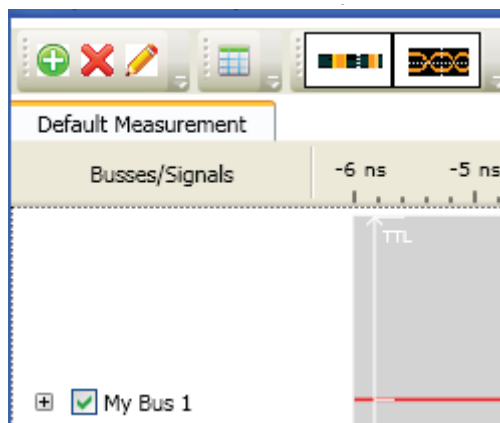 Default Measurement
Busses/Signals
-6 ns
-5 ns
TTL
My Bus 1